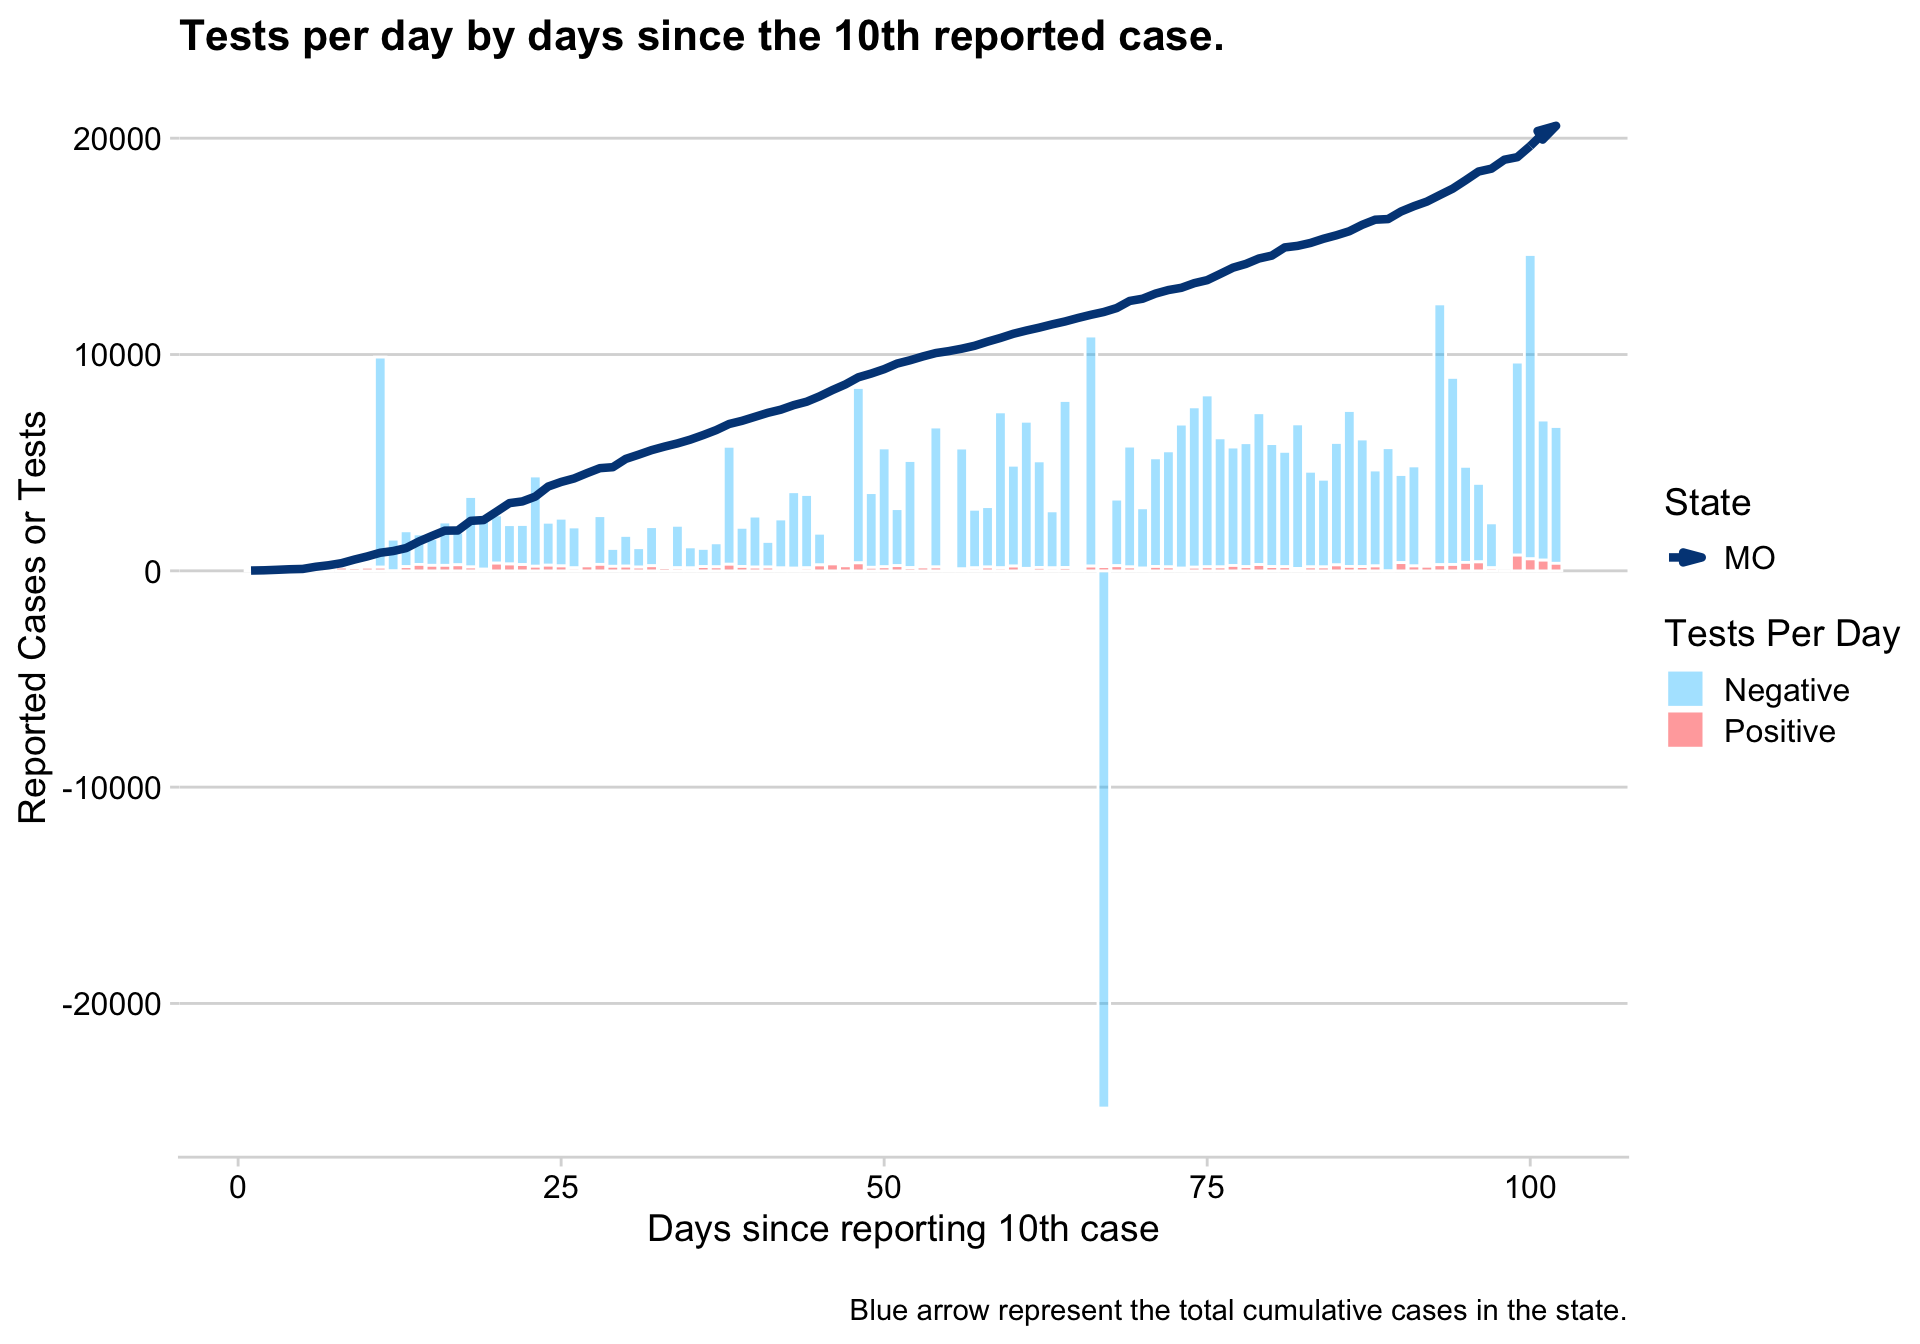 Tests per day by days since the 10th reported case.
20000
10000
0
-10000
-20000
Reported Cases or Tests
0 25 50 75 100
Days since reporting 10th case
State
MO
Tests Per Day
Negative
Positive
Blue arrow represent the total cumulative cases in the state.